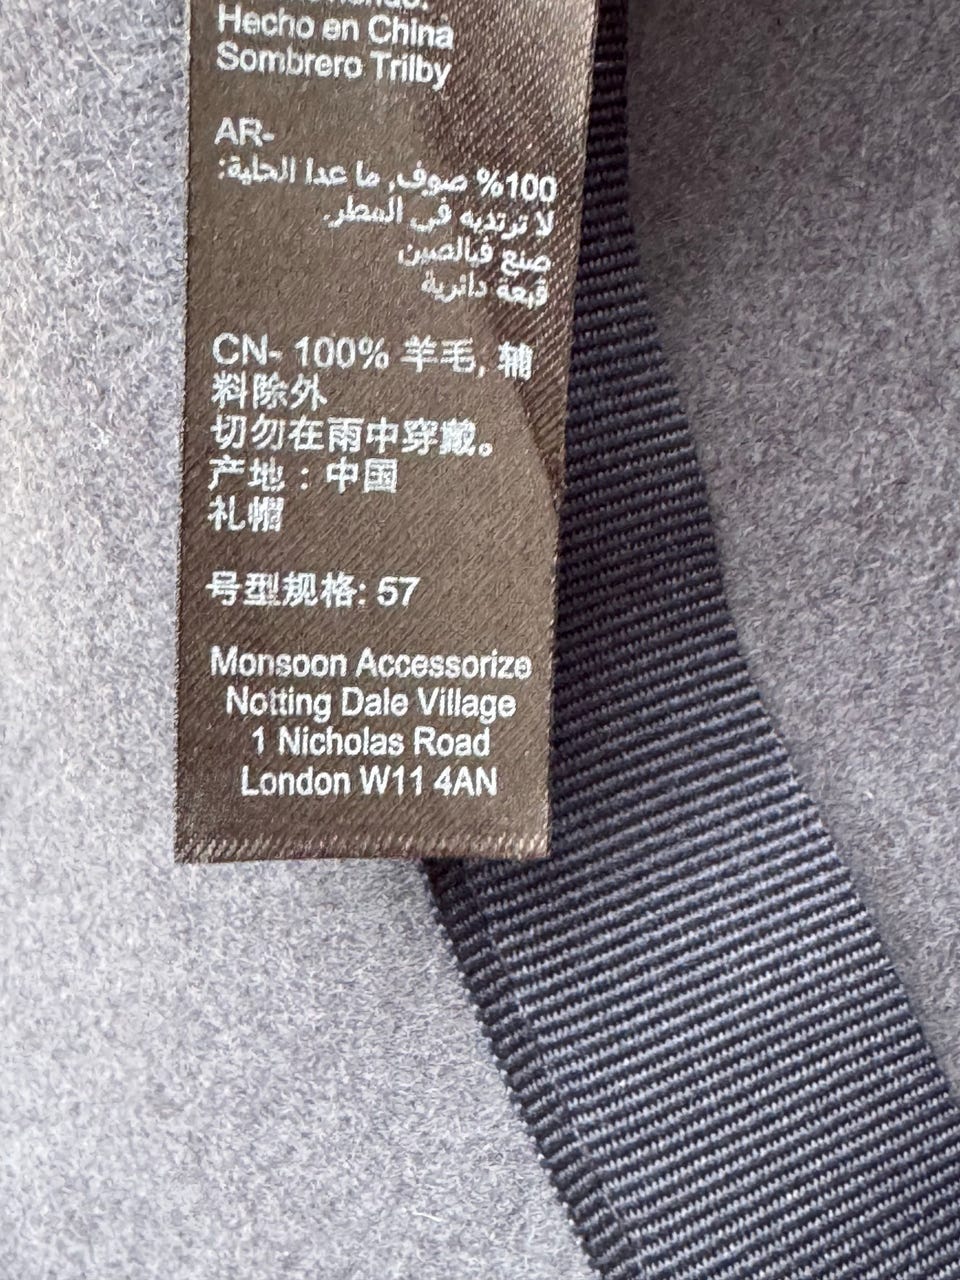 Hecho en China
Sombrero Trilby
AR-
%100 صوف, ما عدا الحلية:
لا ترتديه في المطر.
صنع فيالصين
قبعة دائرية
CN- 100% 羊毛, 辅
料除外
切勿在雨中穿戴。
产地：中国
礼帽
号型规格: 57
Monsoon Accessorize
Notting Dale Village
1 Nicholas Road
London W11 4AN